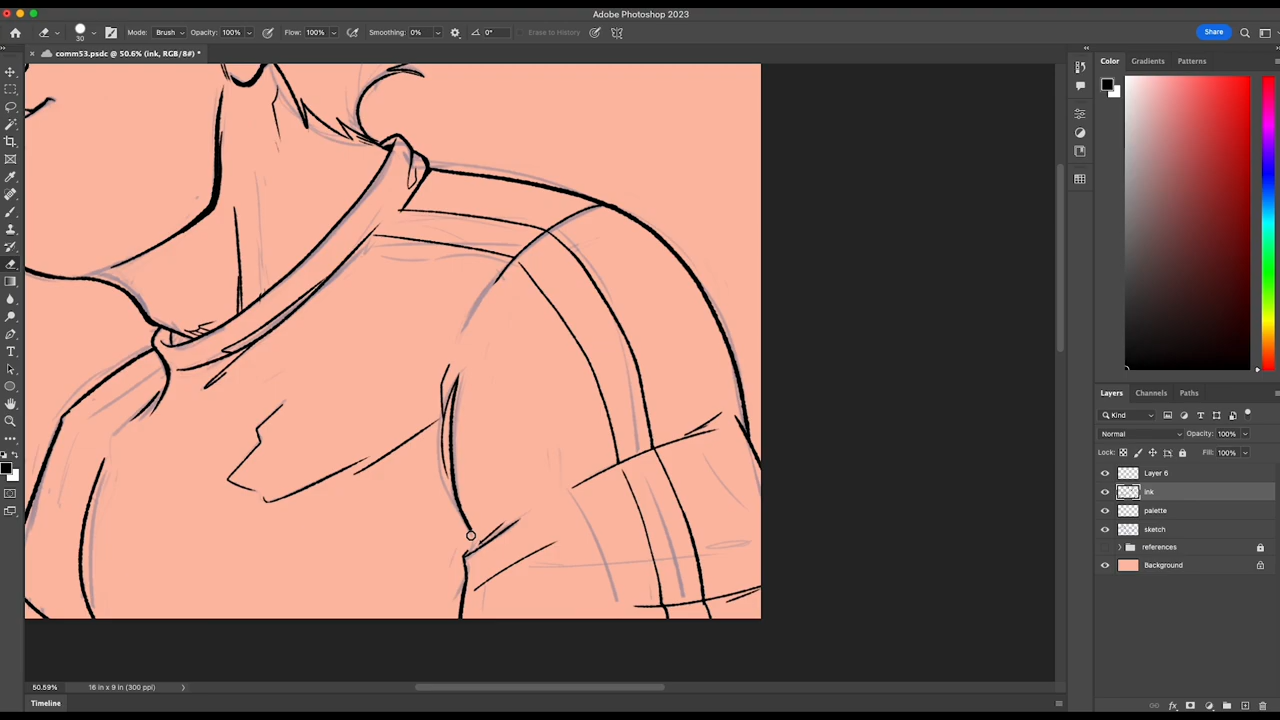 Adobe Photoshop 2023
30
Mode: Brush Opacity: 100% Flow: 100% Smoothing: 0% 0° Erase to History Share
comm53.psdc @ 50.6% (ink, RGB/8#) *
Color Gradients Patterns
Layers Channels Paths
Kind
Normal Opacity: 100%
Lock: Fill: 100%
Layer 6
ink
palette
sketch
references
Background
50.59% 16 in x 9 in (300 ppi)
Timeline